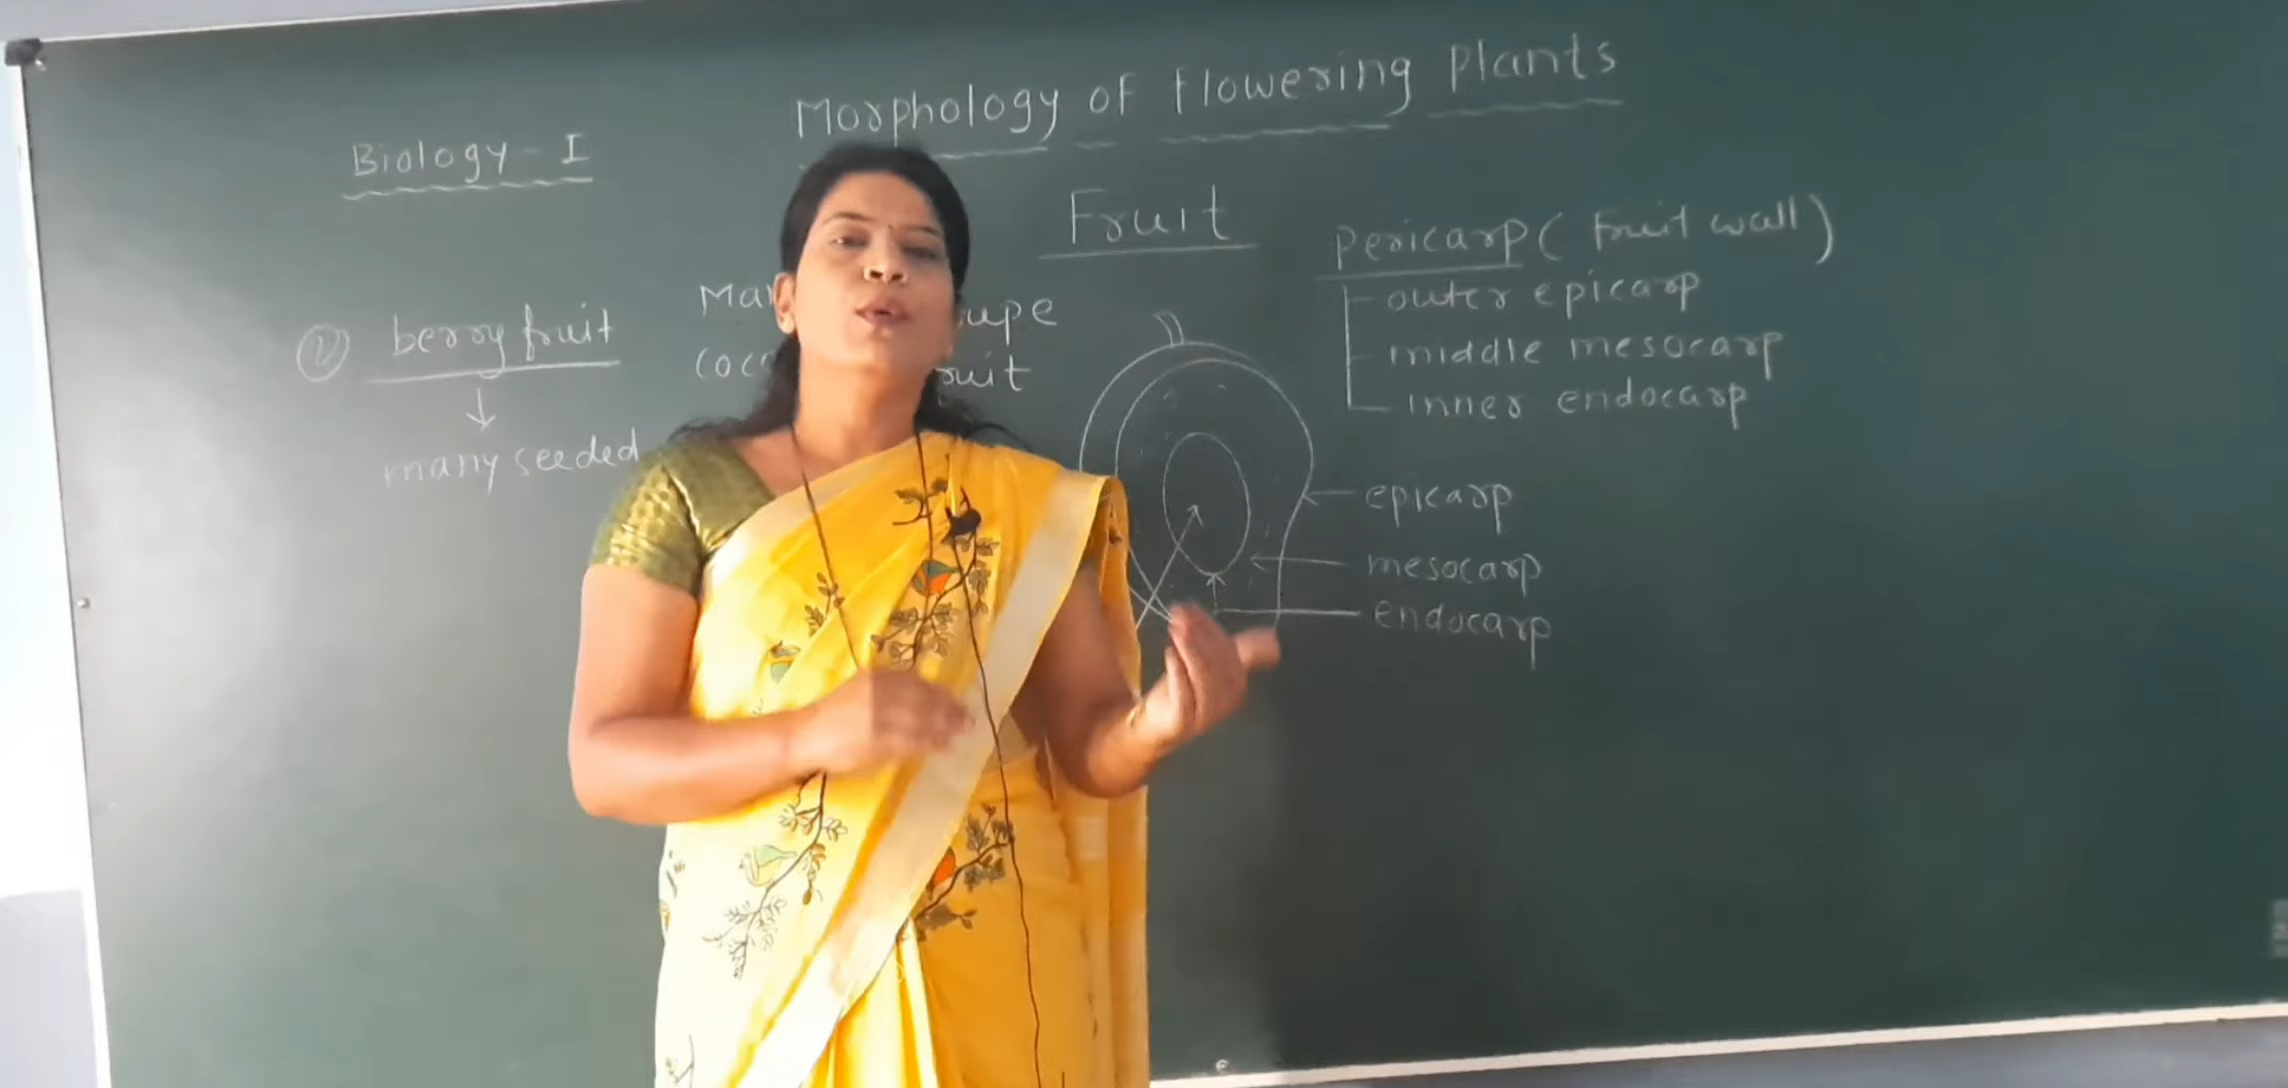 Morphology of flowering Plants
Biology - I
Fruit
Pericarp ( fruit wall )
outer epicarp
middle mesocarp
inner endocarp
berry fruit
many seeded
epicarp
mesocarp
endocarp